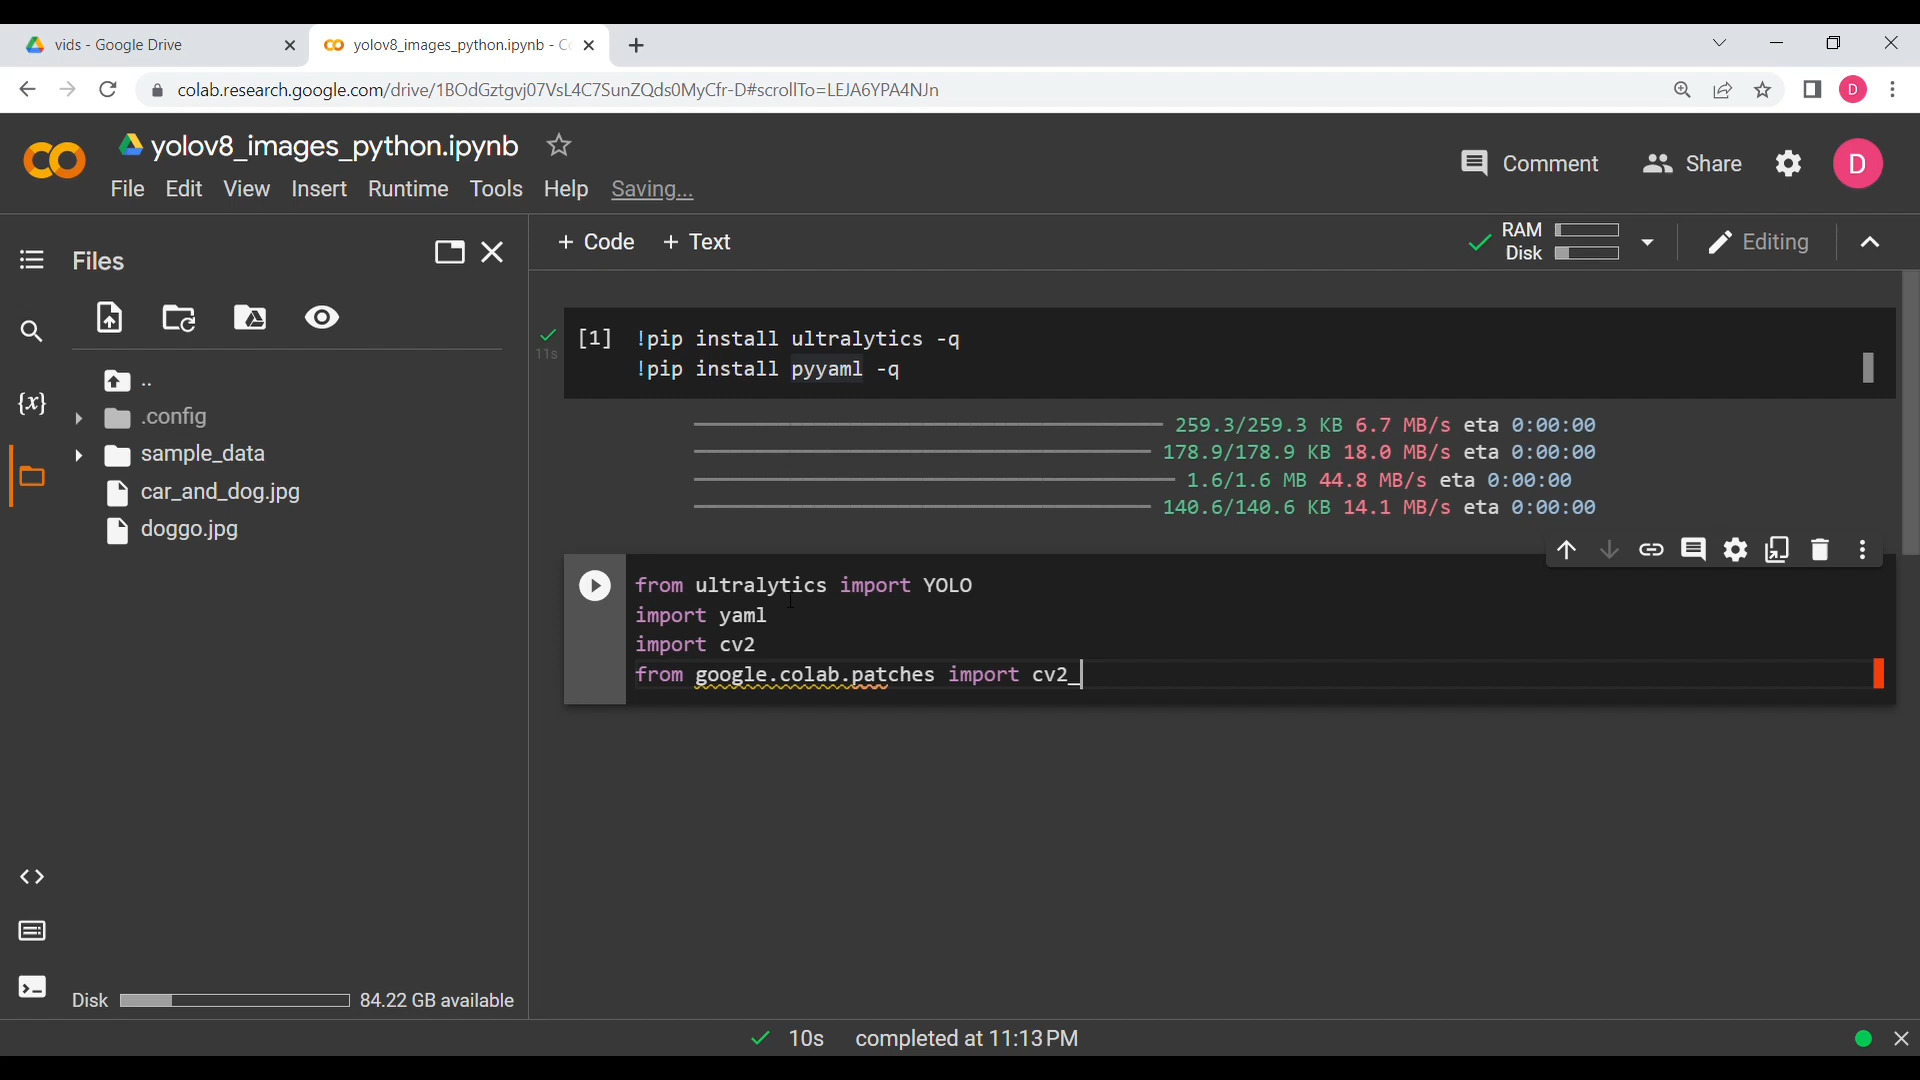 vids - Google Drive
yolov8_images_python.ipynb - C
colab.research.google.com/drive/1BOdGztgvj07VsL4C7SunZQds0MyCfr-D#scrollTo=LEJA6YPA4NJn
D
yolov8_images_python.ipynb
Comment
Share
D
File Edit View Insert Runtime Tools Help Saving...
Files
+ Code + Text
RAM
Disk
Editing
..
.config
sample_data
car_and_dog.jpg
doggo.jpg
{x}
11s
[1] !pip install ultralytics -q
!pip install pyyaml -q
259.3/259.3 KB 6.7 MB/s eta 0:00:00
178.9/178.9 KB 18.0 MB/s eta 0:00:00
1.6/1.6 MB 44.8 MB/s eta 0:00:00
140.6/140.6 KB 14.1 MB/s eta 0:00:00
from ultralytics import YOLO
import yaml
import cv2
from google.colab.patches import cv2_
Disk 84.22 GB available
10s completed at 11:13 PM